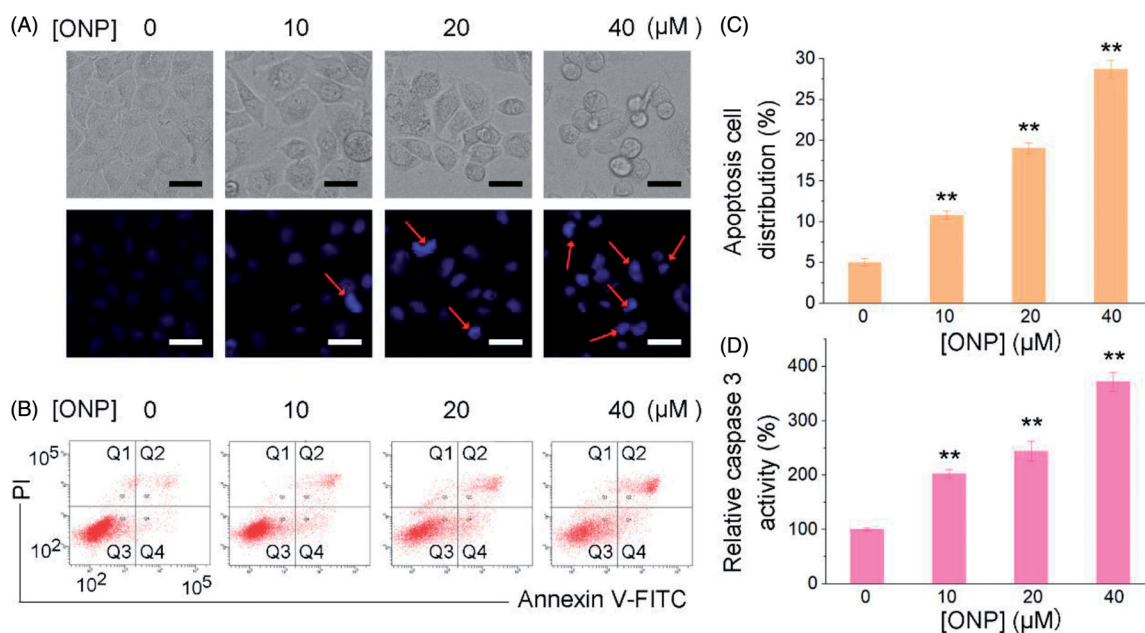 (A) [ONP] 0 10 20 40 (μM)
(B) [ONP] 0 10 20 40 (μM)
Q1 Q2 Q1 Q2 Q1 Q2 Q1 Q2
10⁵
PI
10²
Q3 Q4 Q3 Q4 Q3 Q4 Q3 Q4
10² 10⁵
Annexin V-FITC
(C)
Apoptosis cell
distribution (%)
30
25
20
15
10
5
0
** ** **
0 10 20 40
[ONP] (μM)
(D)
Relative caspase 3
activity (%)
400
300
200
100
0
** ** **
0 10 20 40
[ONP] (μM)